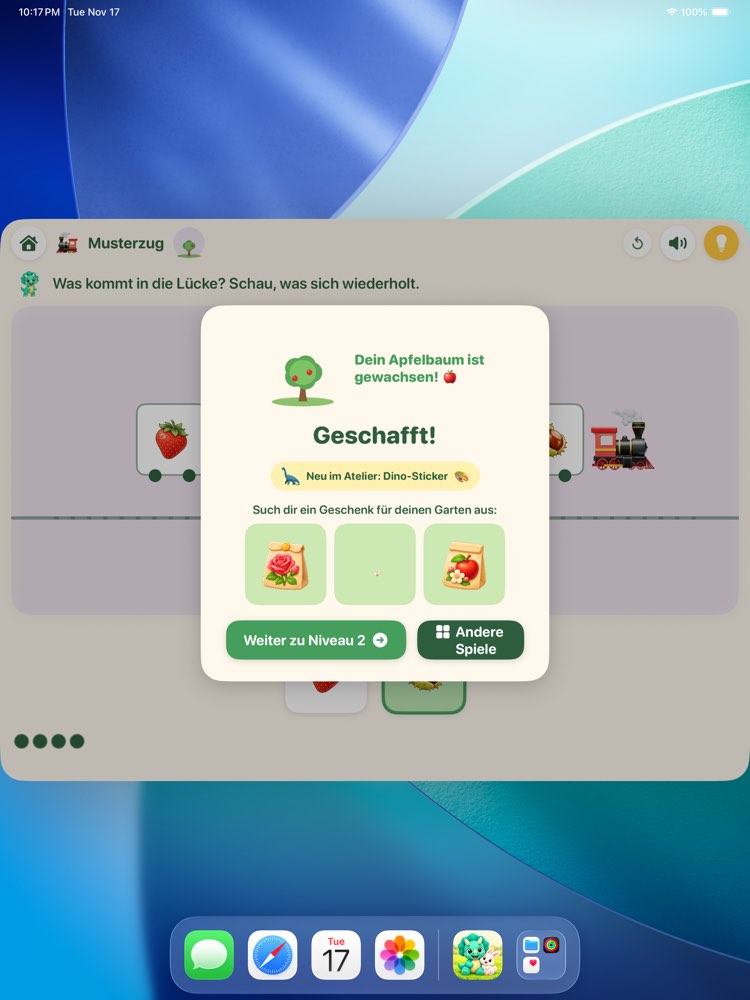 10:17 PM Tue Nov 17
100%
Musterzug
Was kommt in die Lücke? Schau, was sich wiederholt.
Dein Apfelbaum ist
gewachsen!
Geschafft!
Neu im Atelier: Dino-Sticker
Such dir ein Geschenk für deinen Garten aus:
Weiter zu Niveau 2
Andere
Spiele
Tue
17